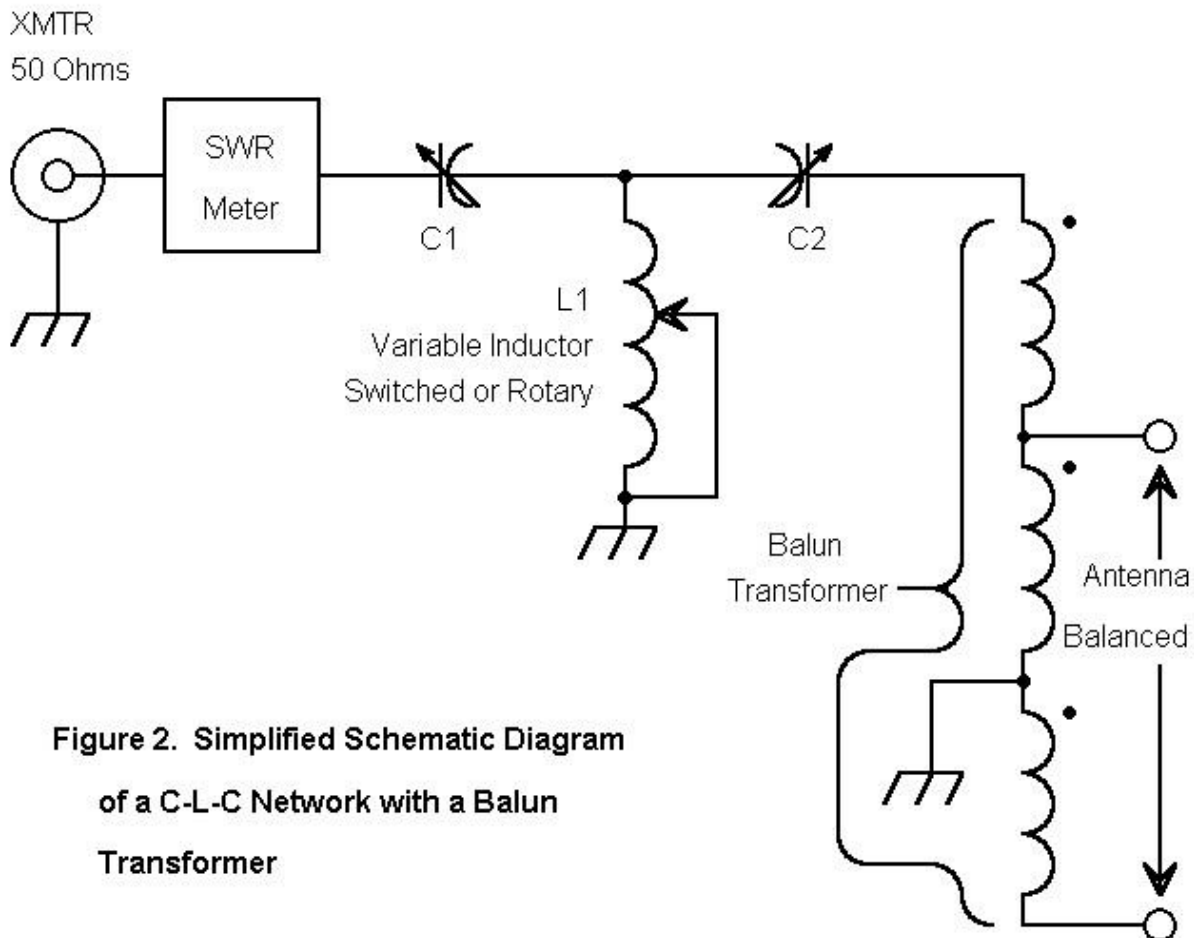 XMTR
50 Ohms
SWR
Meter
C1
C2
L1
Variable Inductor
Switched or Rotary
Balun
Transformer
Antenna
Balanced
Figure 2. Simplified Schematic Diagram
of a C-L-C Network with a Balun
Transformer